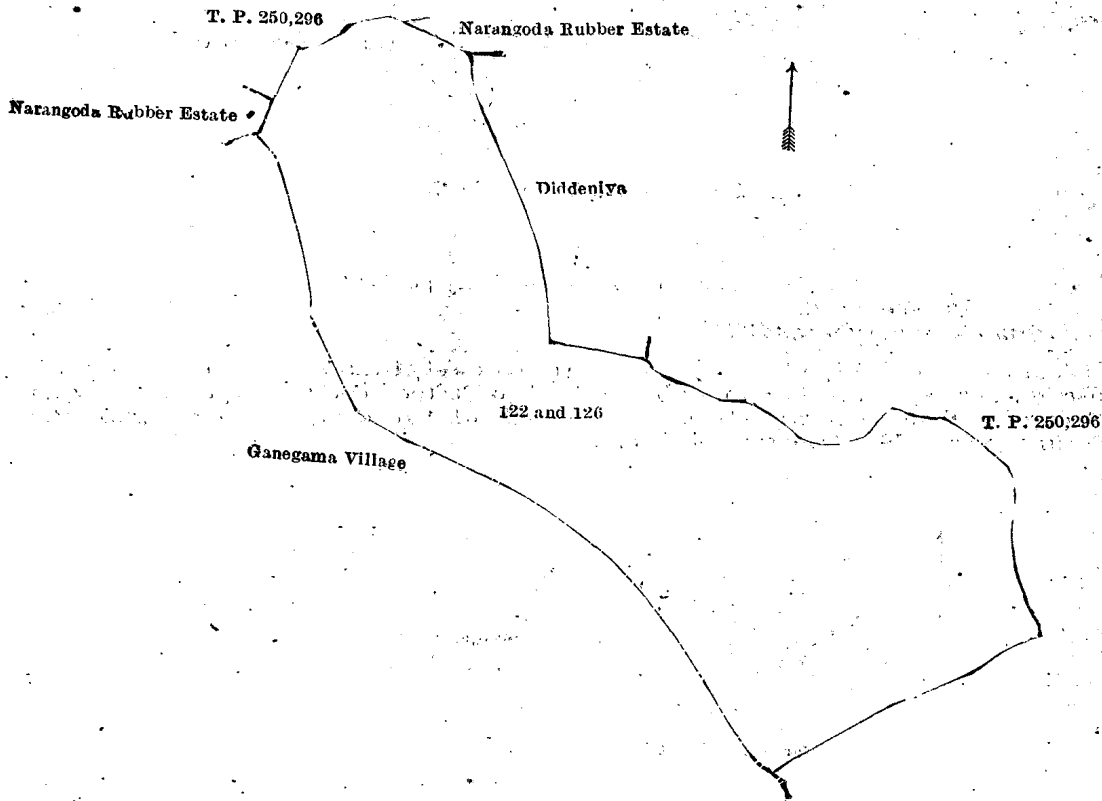 T. P. 250,296
Narangoda Rubber Estate
Narangoda Rubber Estate
Diddeniya
122 and 126
T. P. 250,296
Ganegama Village